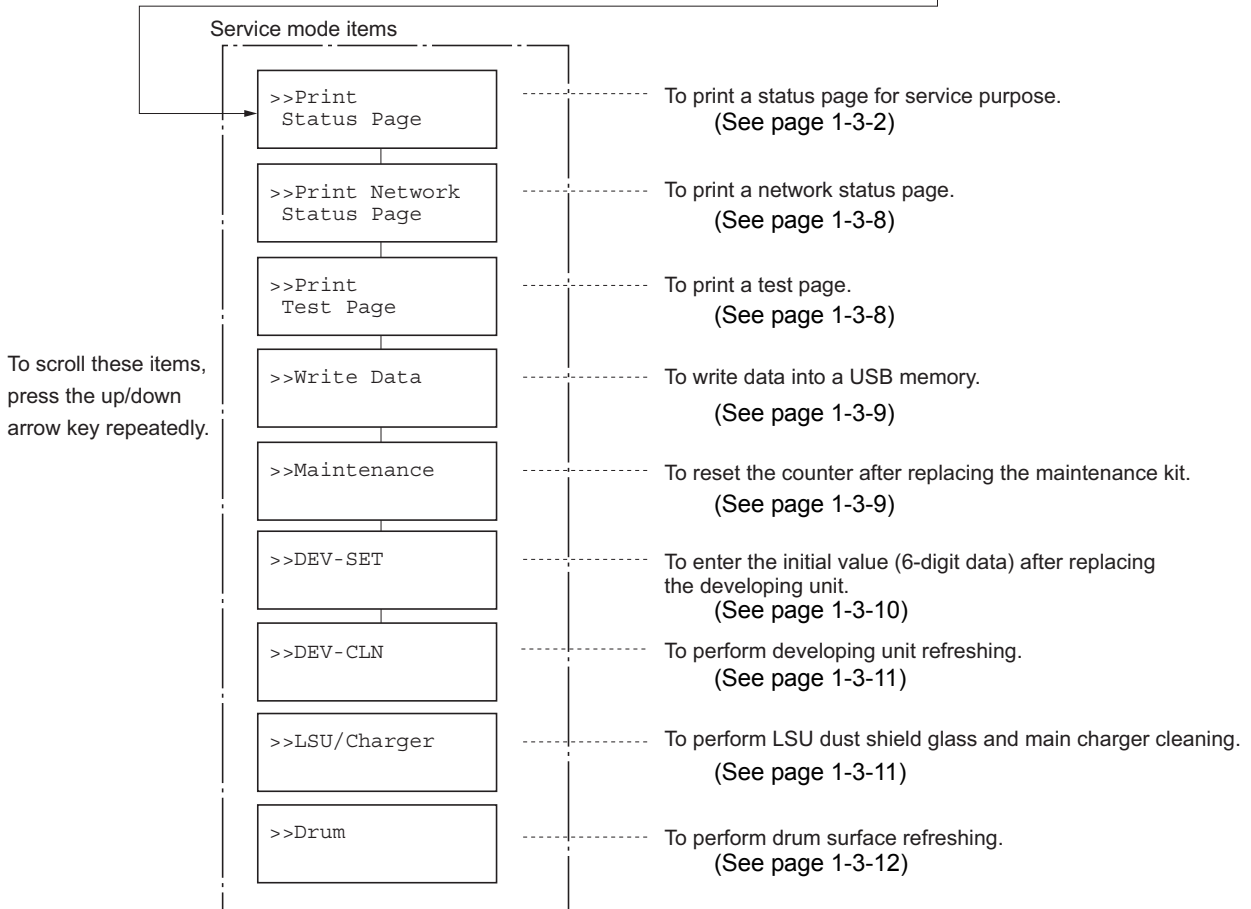 Service mode items
>>Print
Status Page
To print a status page for service purpose.
(See page 1-3-2)
>>Print Network
Status Page
To print a network status page.
(See page 1-3-8)
>>Print
Test Page
To print a test page.
(See page 1-3-8)
To scroll these items,
press the up/down
arrow key repeatedly.
>>Write Data
To write data into a USB memory.
(See page 1-3-9)
>>Maintenance
To reset the counter after replacing the maintenance kit.
(See page 1-3-9)
>>DEV-SET
To enter the initial value (6-digit data) after replacing
the developing unit.
(See page 1-3-10)
>>DEV-CLN
To perform developing unit refreshing.
(See page 1-3-11)
>>LSU/Charger
To perform LSU dust shield glass and main charger cleaning.
(See page 1-3-11)
>>Drum
To perform drum surface refreshing.
(See page 1-3-12)